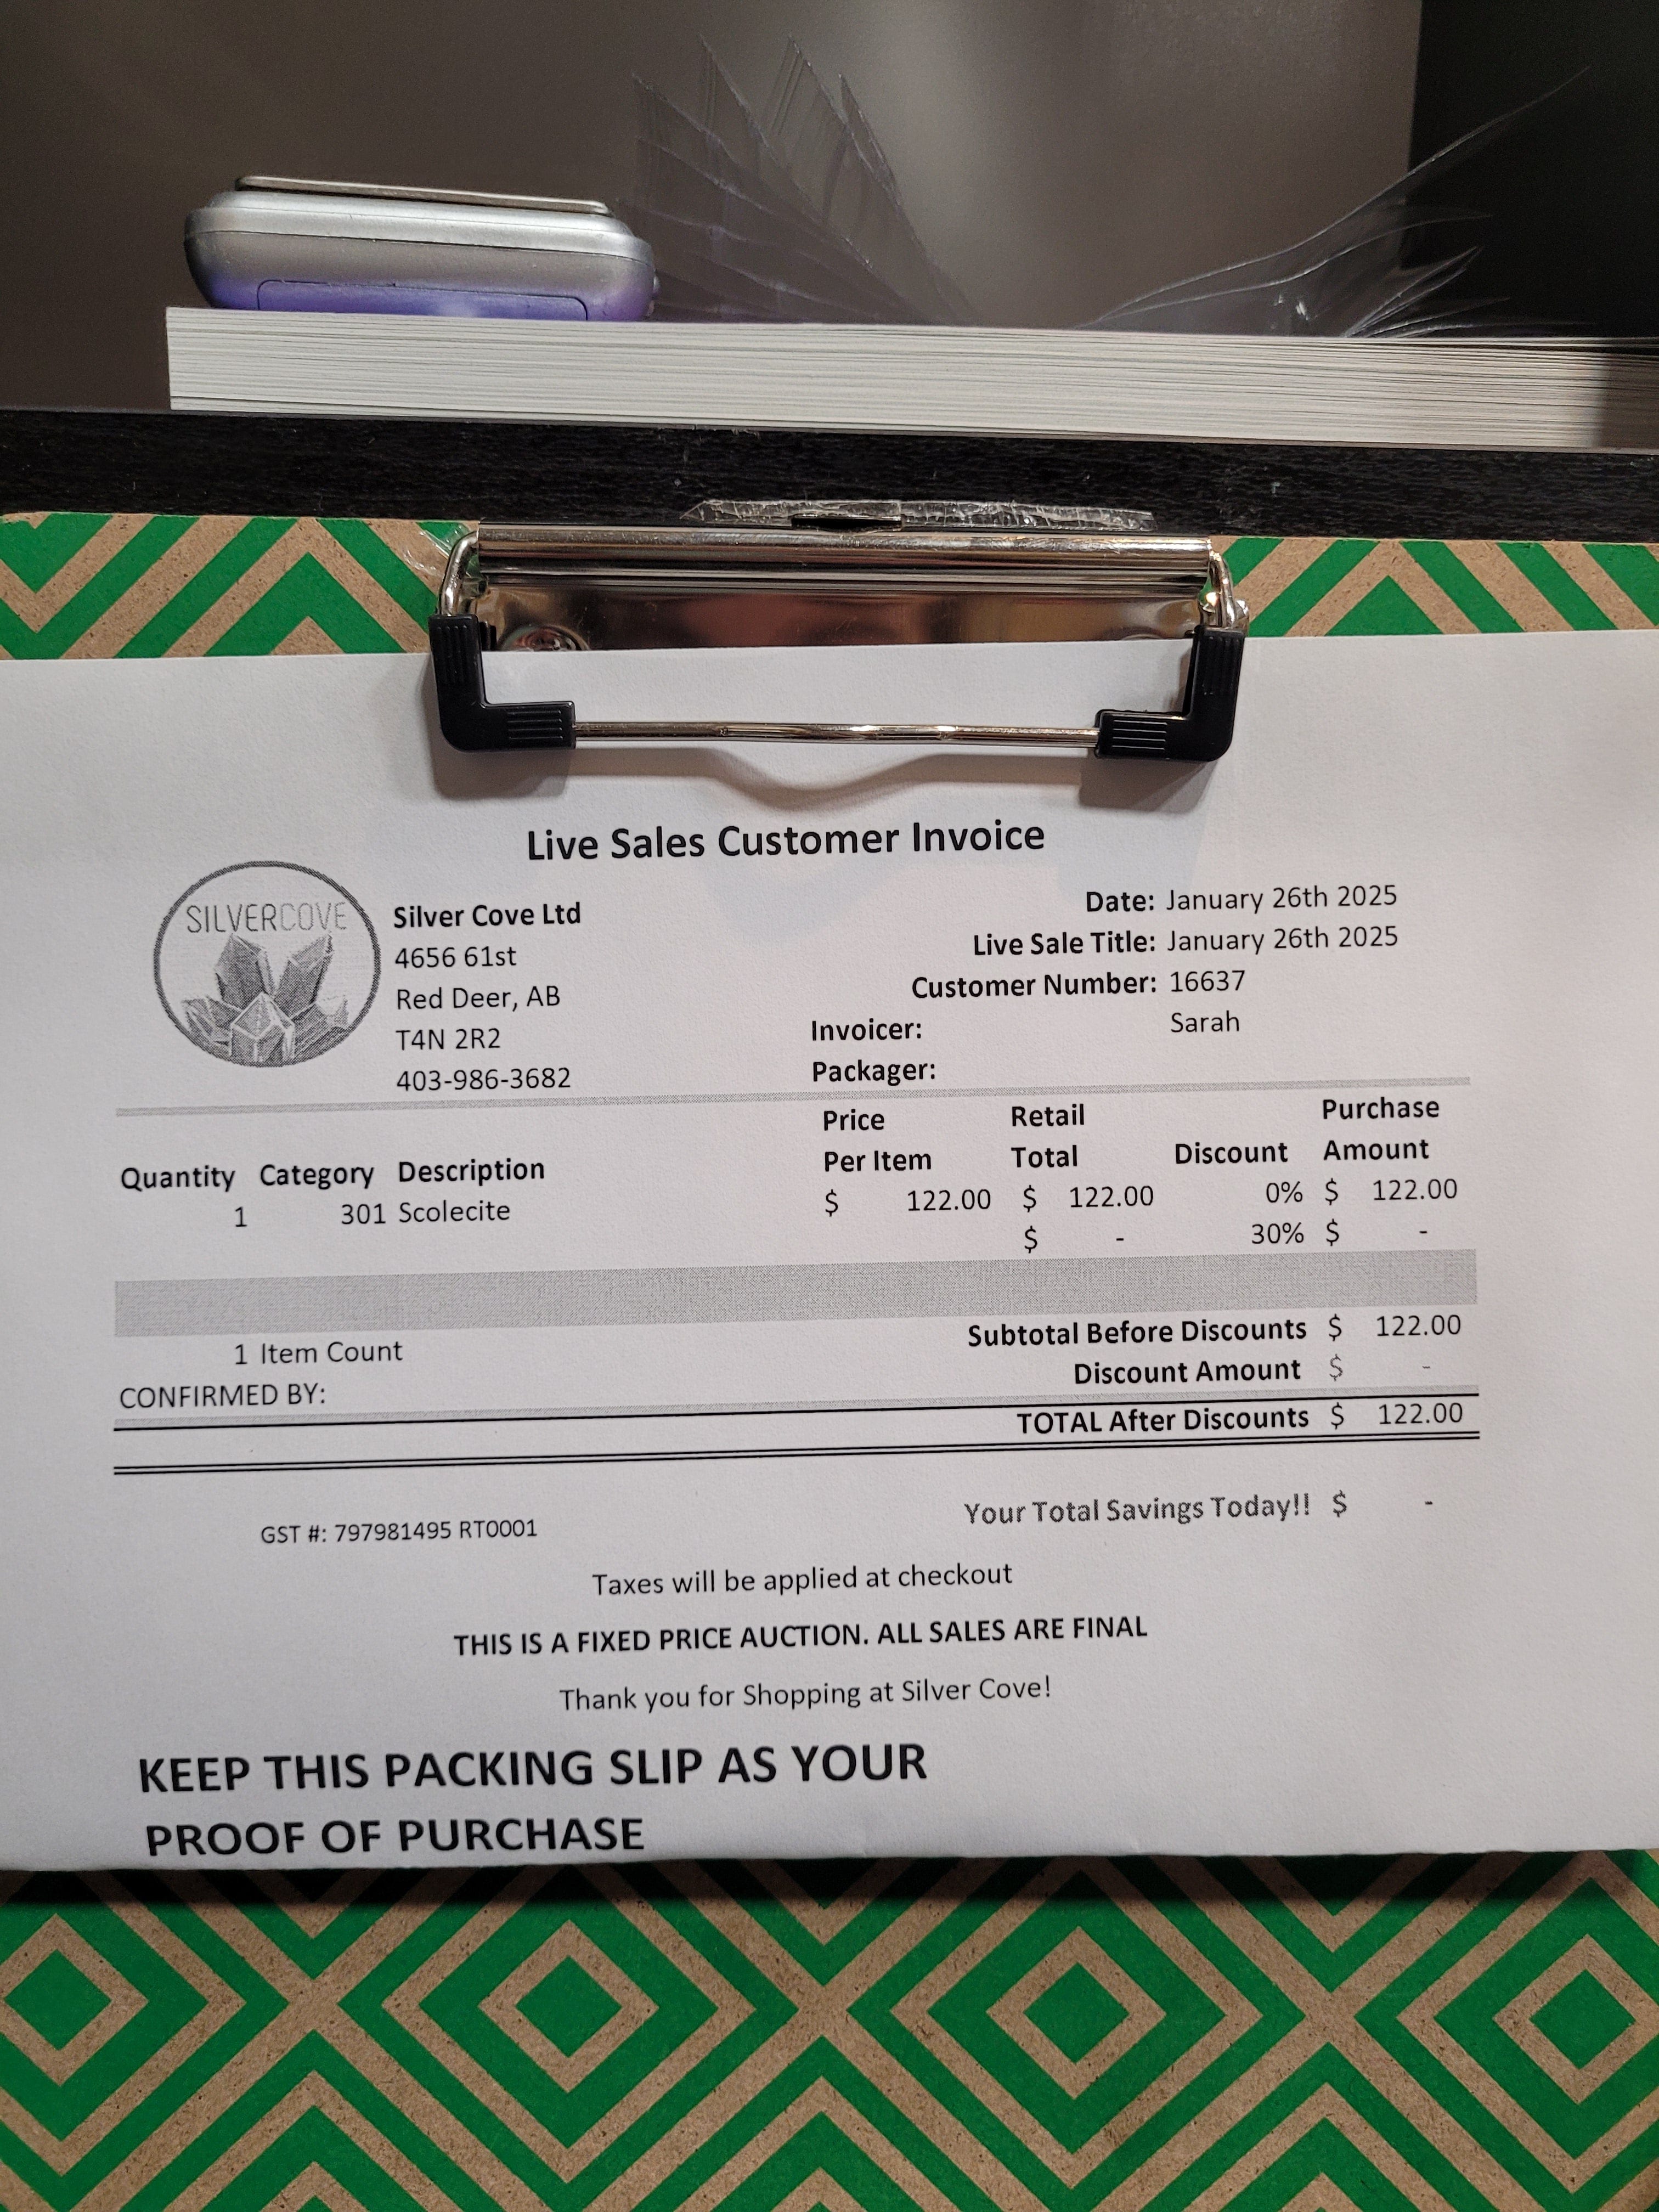 Live Sales Customer Invoice
SILVERCOVE
Silver Cove Ltd
4656 61st
Red Deer, AB
T4N 2R2
403-986-3682
Date: January 26th 2025
Live Sale Title: January 26th 2025
Customer Number: 16637
Invoicer: Sarah
Packager:
Quantity Category Description Price Per Item Retail Total Discount Purchase Amount
1 301 Scolecite $ 122.00 $ 122.00 0% $ 122.00
$ - 30% $ -
1 Item Count
CONFIRMED BY:
Subtotal Before Discounts $ 122.00
Discount Amount $ -
TOTAL After Discounts $ 122.00
GST #: 797981495 RT0001
Your Total Savings Today!! $ -
Taxes will be applied at checkout
THIS IS A FIXED PRICE AUCTION. ALL SALES ARE FINAL
Thank you for Shopping at Silver Cove!
KEEP THIS PACKING SLIP AS YOUR
PROOF OF PURCHASE